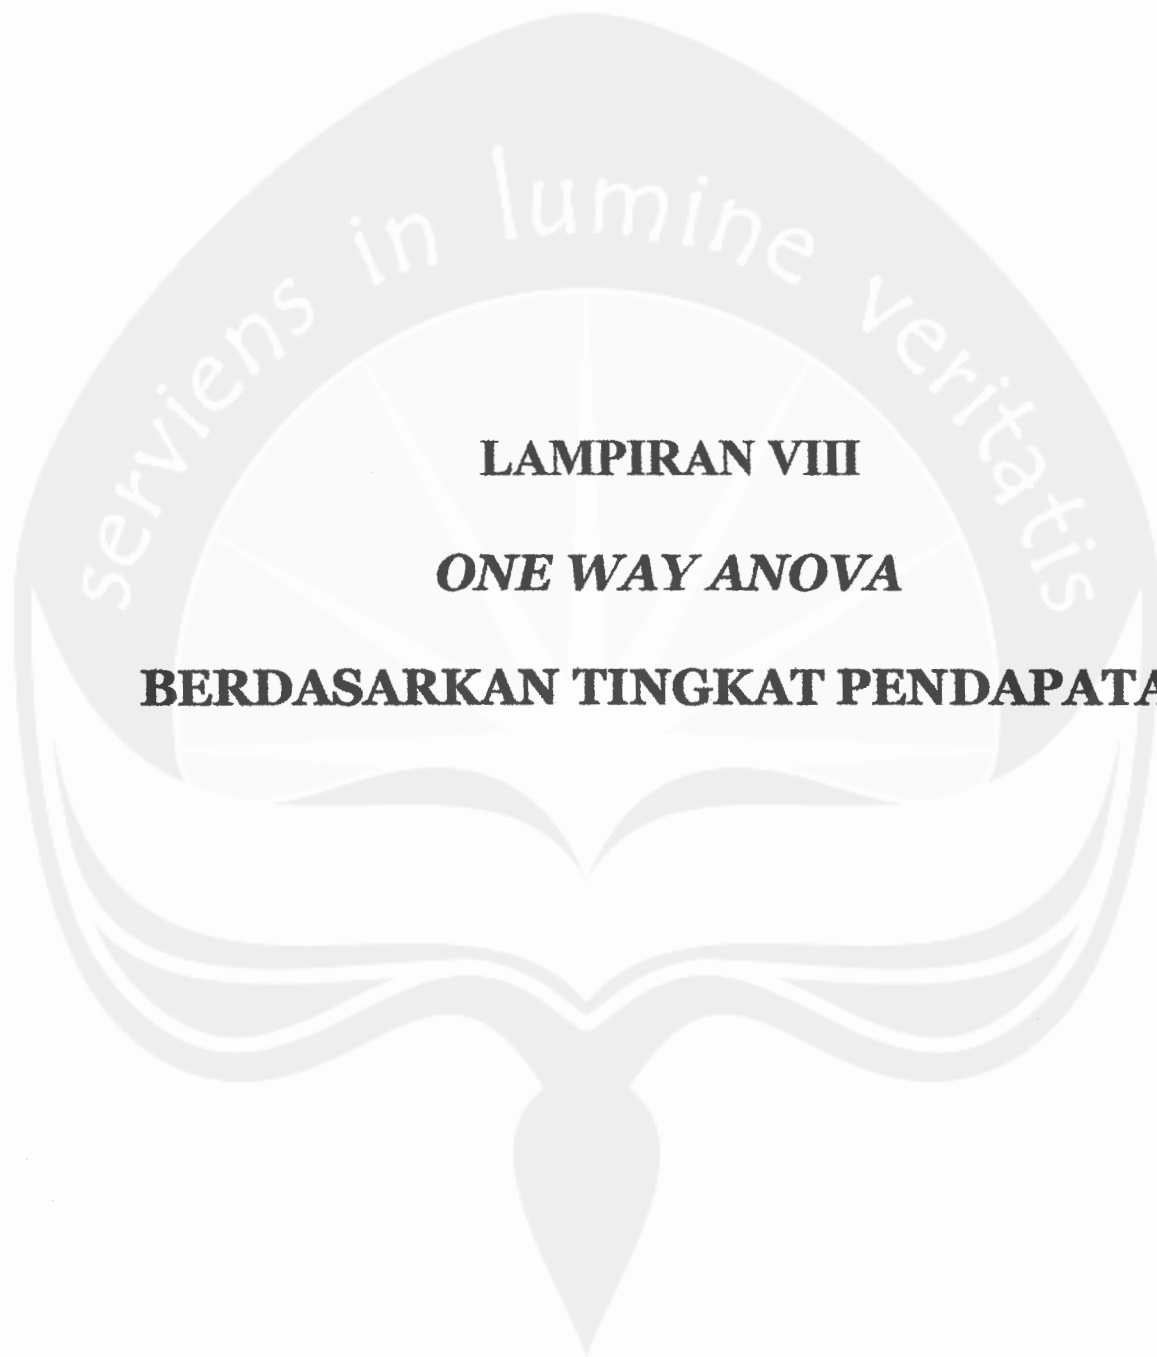 serviens in lumine veritatis
LAMPIRAN VIII
ONE WAY ANOVA
BERDASARKAN TINGKAT PENDAPATA